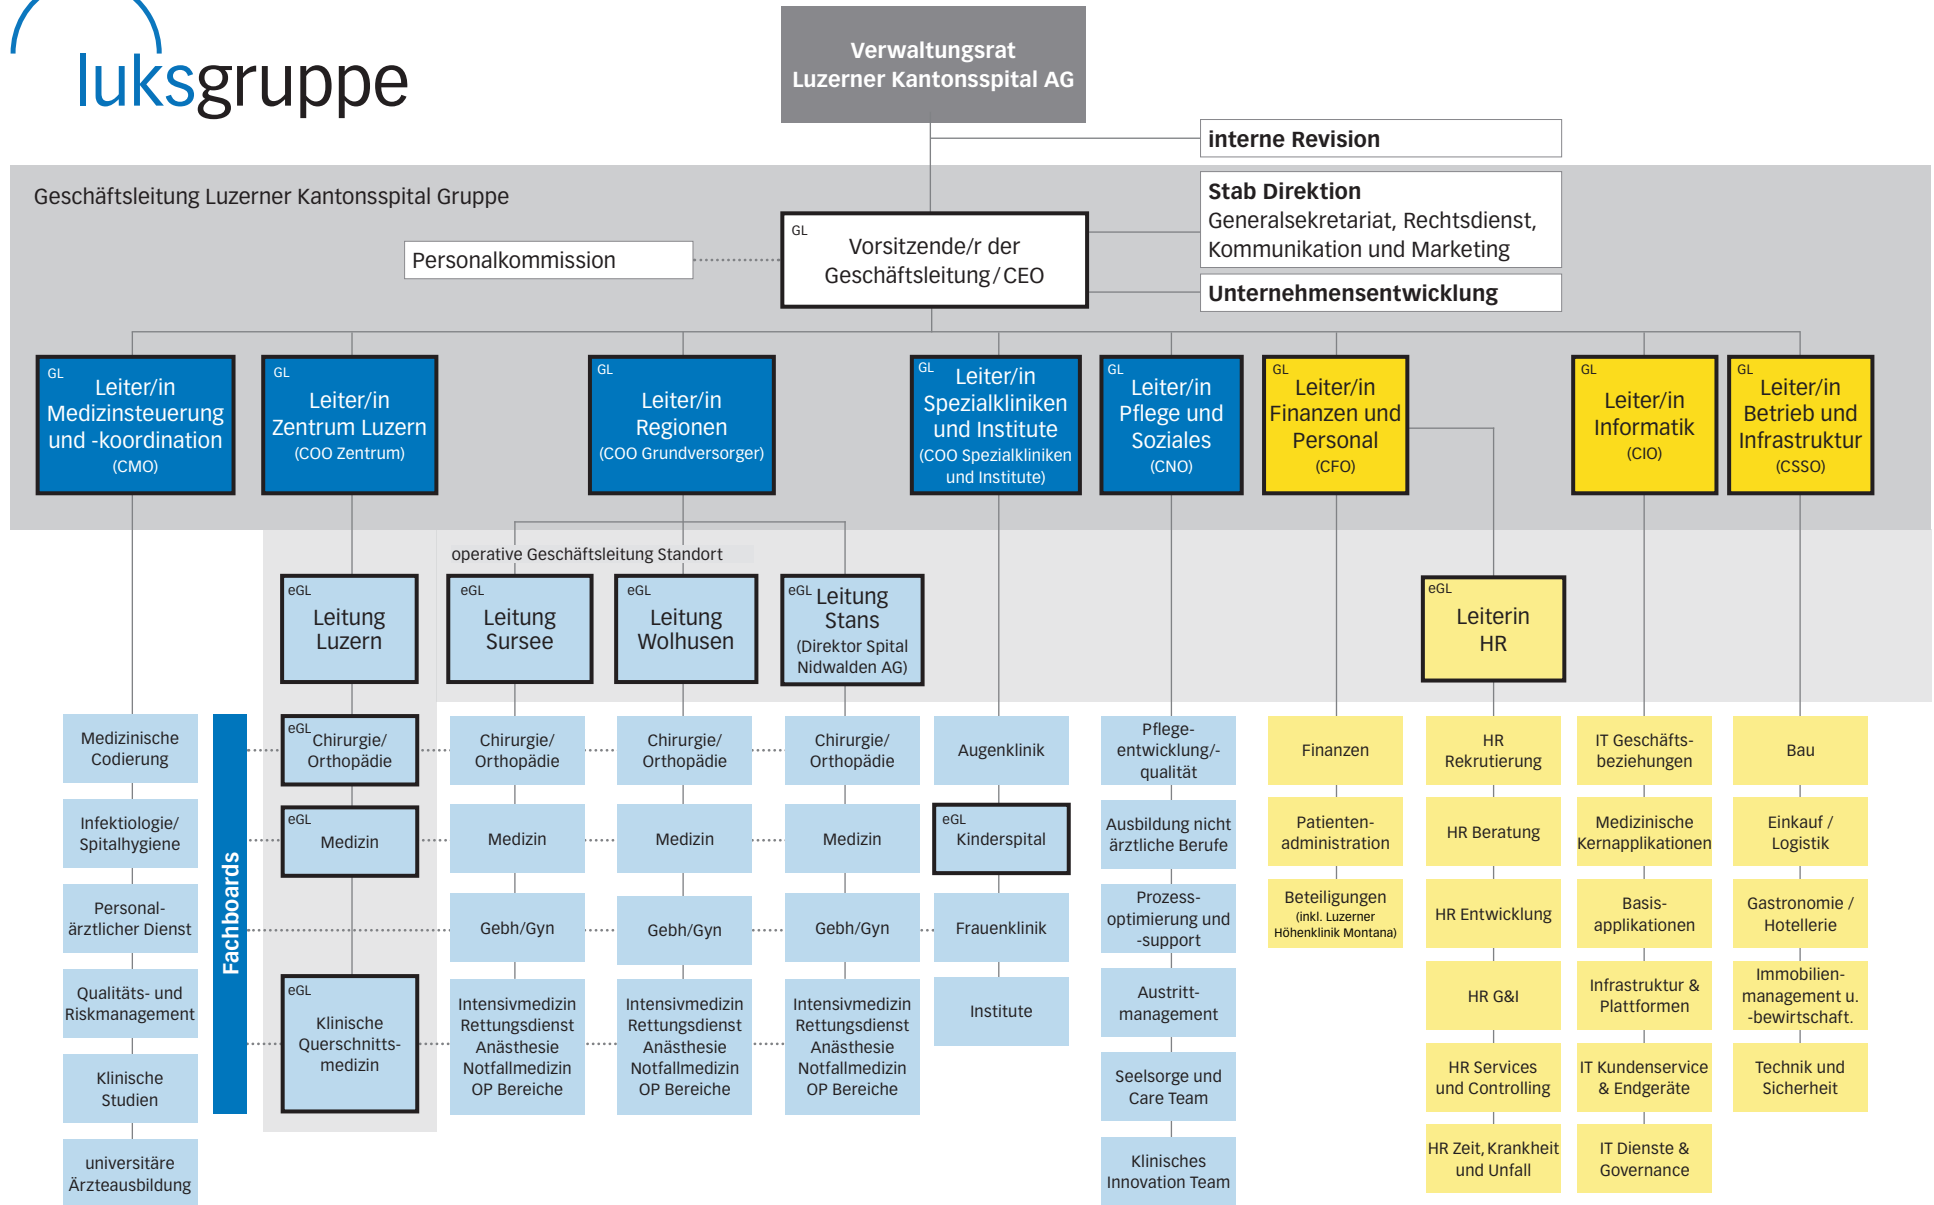 luksgruppe
Verwaltungsrat
Luzerner Kantonsspital AG
interne Revision
Geschäftsleitung Luzerner Kantonsspital Gruppe
Stab Direktion
Generalsekretariat, Rechtsdienst,
Kommunikation und Marketing
GL
Vorsitzende/r der
Geschäftsleitung/CEO
Personalkommission
Unternehmensentwicklung
GL
Leiter/in
Medizinsteuerung
und -koordination
(CMO)
GL
Leiter/in
Zentrum Luzern
(COO Zentrum)
GL
Leiter/in
Regionen
(COO Grundversorger)
GL
Leiter/in
Spezialkliniken
und Institute
(COO Spezialkliniken
und Institute)
GL
Leiter/in
Pflege und
Soziales
(CNO)
GL
Leiter/in
Finanzen und
Personal
(CFO)
GL
Leiter/in
Informatik
(CIO)
GL
Leiter/in
Betrieb und
Infrastruktur
(CSSO)
operative Geschäftsleitung Standort
eGL
Leitung
Luzern
eGL
Leitung
Sursee
eGL
Leitung
Wolhusen
eGL
Leitung
Stans
(Direktor Spital
Nidwalden AG)
eGL
Leiterin
HR
Medizinische
Codierung
Infektiologie/
Spitalhygiene
Personal-
ärztlicher Dienst
Qualitäts- und
Riskmanagement
Klinische
Studien
universitäre
Ärzteausbildung
Fachboards
eGL
Chirurgie/
Orthopädie
eGL
Medizin
eGL
Klinische
Querschnitts-
medizin
Chirurgie/
Orthopädie
Medizin
Gebh/Gyn
Intensivmedizin
Rettungsdienst
Anästhesie
Notfallmedizin
OP Bereiche
Chirurgie/
Orthopädie
Medizin
Gebh/Gyn
Intensivmedizin
Rettungsdienst
Anästhesie
Notfallmedizin
OP Bereiche
Chirurgie/
Orthopädie
Medizin
Gebh/Gyn
Intensivmedizin
Rettungsdienst
Anästhesie
Notfallmedizin
OP Bereiche
Augenklinik
eGL
Kinderspital
Frauenklinik
Institute
Pflege-
entwicklung/-
qualität
Ausbildung nicht
ärztliche Berufe
Prozess-
optimierung und
-support
Austritt-
management
Seelsorge und
Care Team
Klinisches
Innovation Team
Finanzen
Patienten-
administration
Beteiligungen
(inkl. Luzerner
Höhenklinik Montana)
HR
Rekrutierung
HR Beratung
HR Entwicklung
HR G&I
HR Services
und Controlling
HR Zeit, Krankheit
und Unfall
IT Geschäfts-
beziehungen
Medizinische
Kernapplikationen
Basis-
applikationen
Infrastruktur &
Plattformen
IT Kundenservice
& Endgeräte
IT Dienste &
Governance
Bau
Einkauf /
Logistik
Gastronomie /
Hotellerie
Immobilien-
management u.
-bewirtschaft.
Technik und
Sicherheit